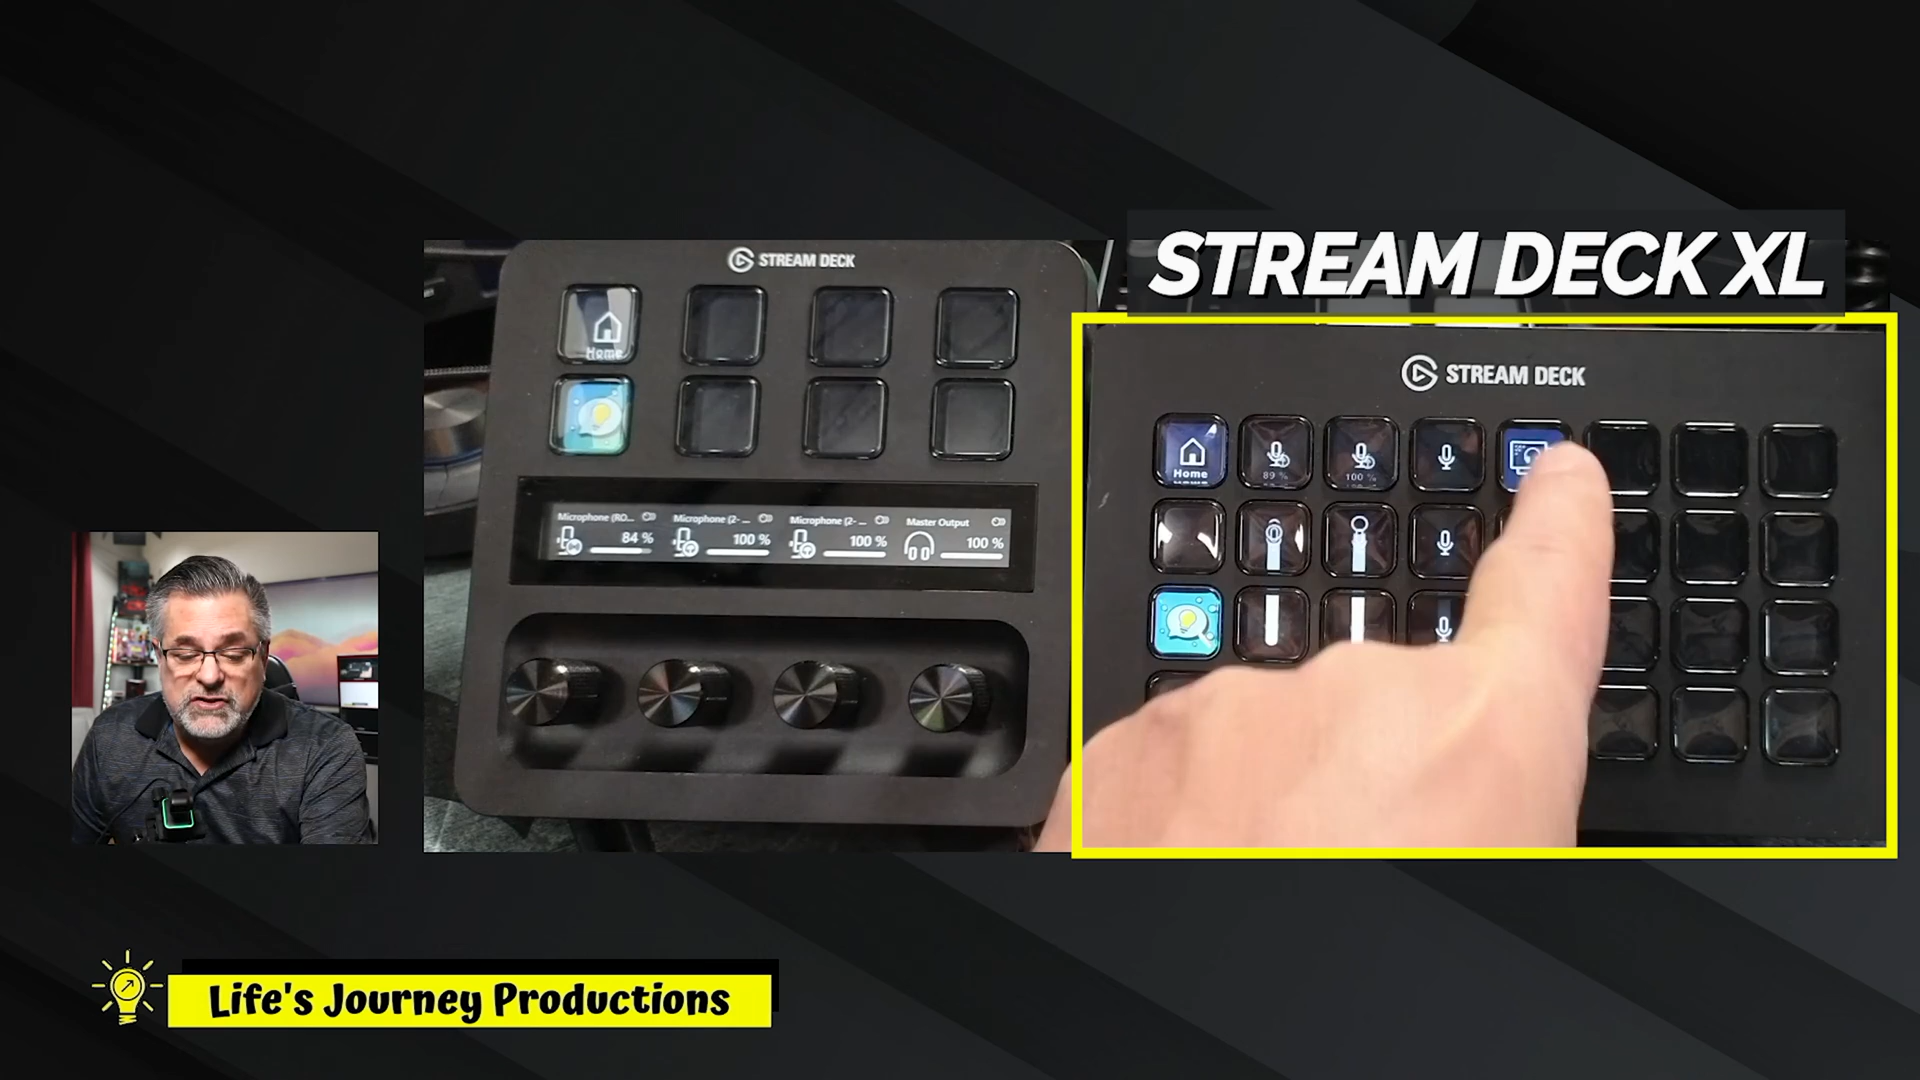 STREAM DECK XL
STREAM DECK
Home
Microphone (RO... 
84 %
Microphone (2- ...
100 %
Microphone (2- ...
100 %
Master Output
100 %
STREAM DECK
Home
89 %
100 %
Life's Journey Productions